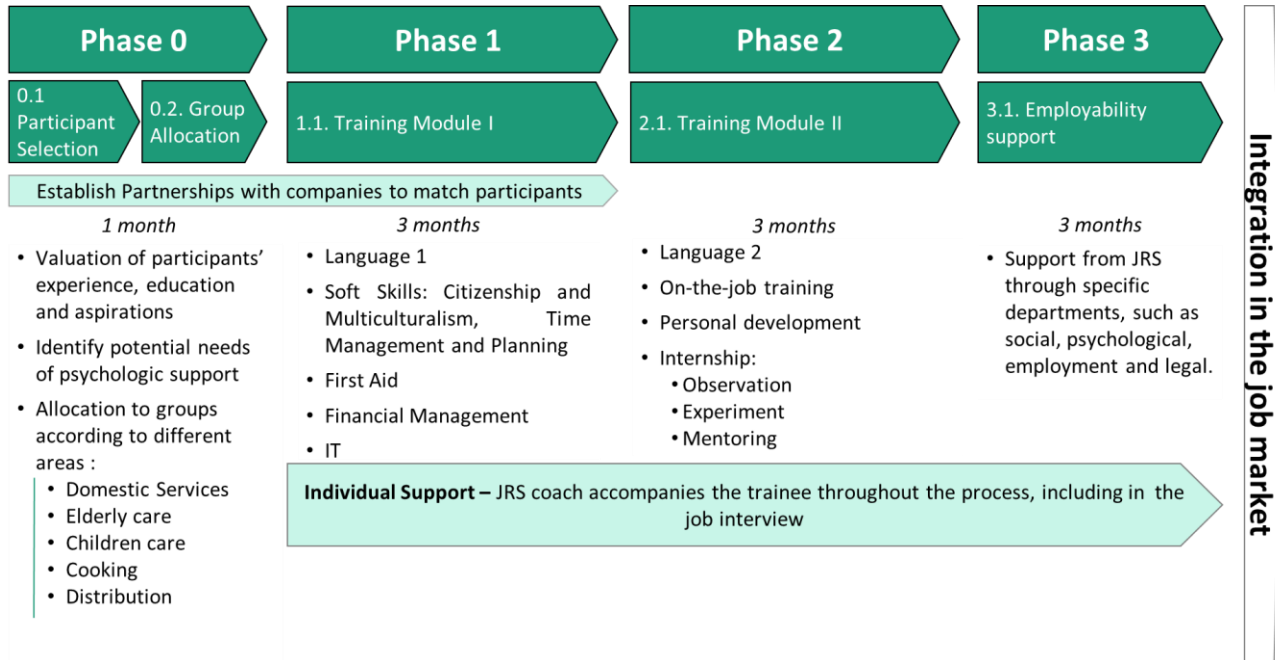 Phase 0
Phase 1
Phase 2
Phase 3
0.1
Participant
Selection
0.2. Group
Allocation
1.1. Training Module I
2.1. Training Module II
3.1. Employability
support
Establish Partnerships with companies to match participants
1 month
• Valuation of participants’
experience, education
and aspirations
• Identify potential needs
of psychologic support
• Allocation to groups
according to different
areas :
• Domestic Services
• Elderly care
• Children care
• Cooking
• Distribution
3 months
• Language 1
• Soft Skills: Citizenship and
Multiculturalism, Time
Management and Planning
• First Aid
• Financial Management
• IT
3 months
• Language 2
• On-the-job training
• Personal development
• Internship:
• Observation
• Experiment
• Mentoring
3 months
• Support from JRS
through specific
departments, such as
social, psychological,
employment and legal.
Individual Support – JRS coach accompanies the trainee throughout the process, including in the
job interview
Integration in the job market